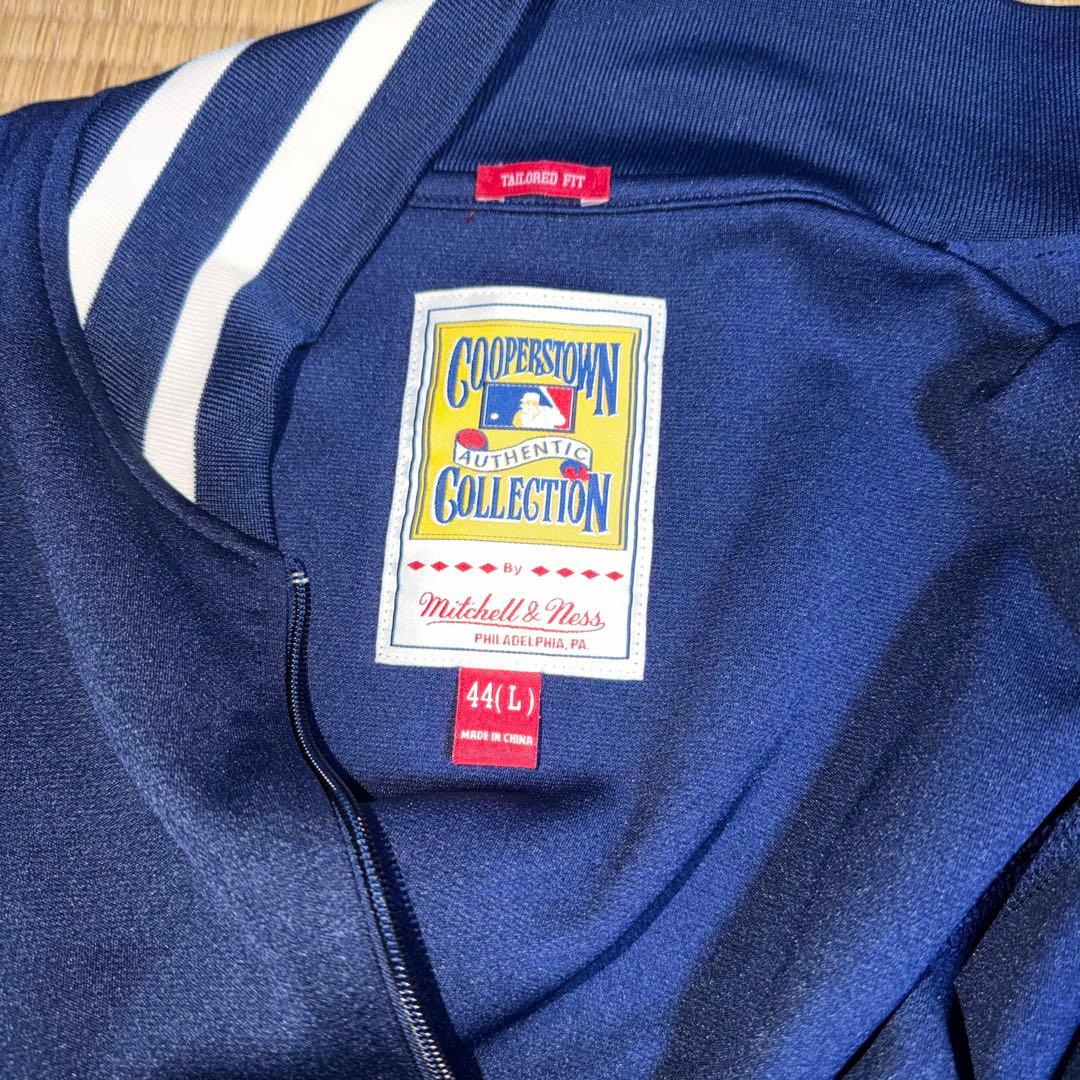 TAILORED FIT
COOPERSTOWN
AUTHENTIC
COLLECTION
By
Mitchell & Ness
PHILADELPHIA, PA.
44(L)
MADE IN CHINA